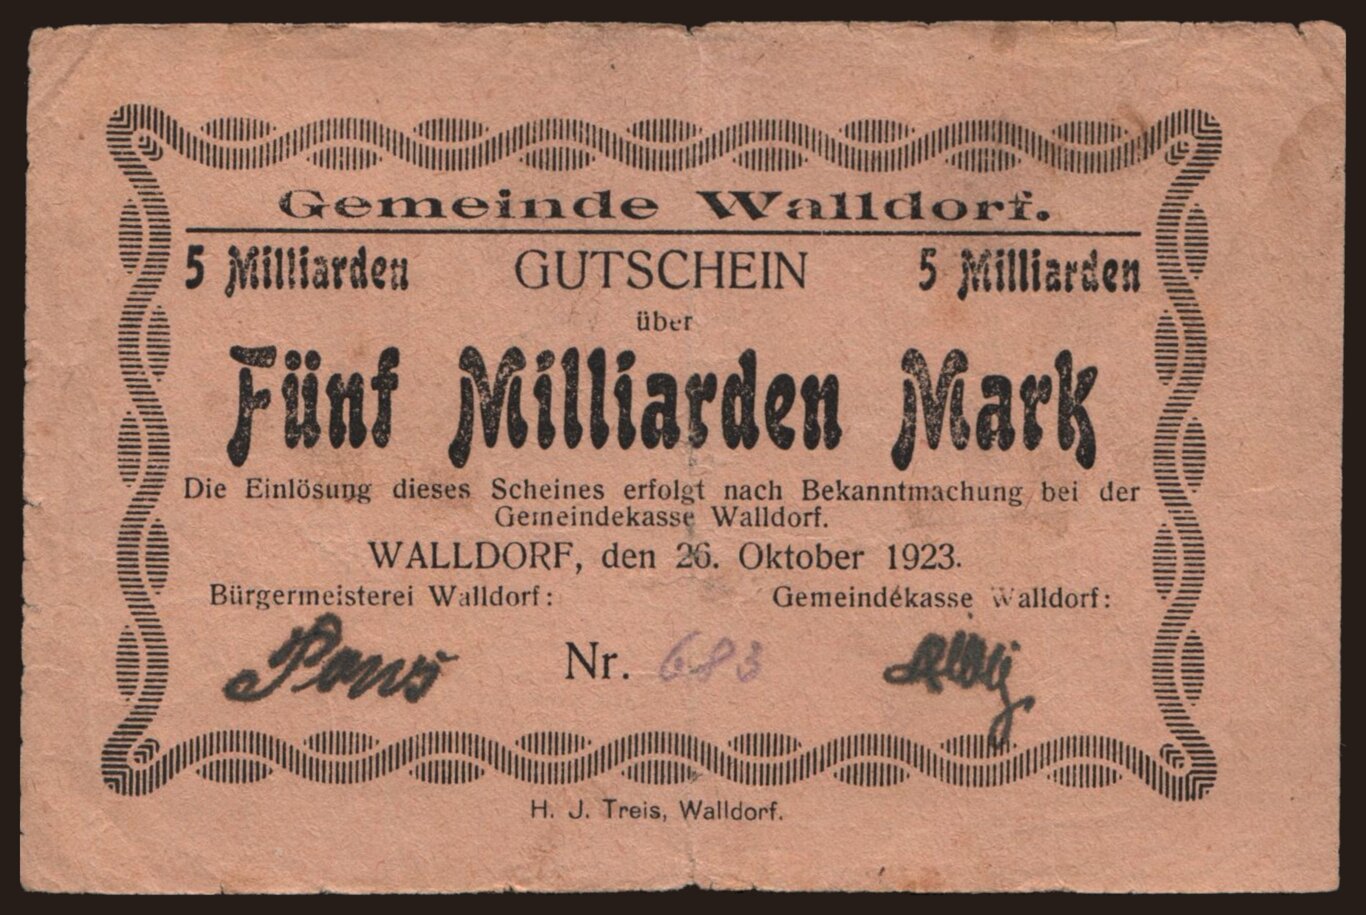 Gemeinde Walldorf.
5 Milliarden GUTSCHEIN 5 Milliarden
über
Fünf Milliarden Mark
Die Einlösung dieses Scheines erfolgt nach Bekanntmachung bei der
Gemeindekasse Walldorf.
WALLDORF, den 26. Oktober 1923.
Bürgermeisterei Walldorf: Gemeindekasse Walldorf:
Nr. 683
H. J. Treis, Walldorf.